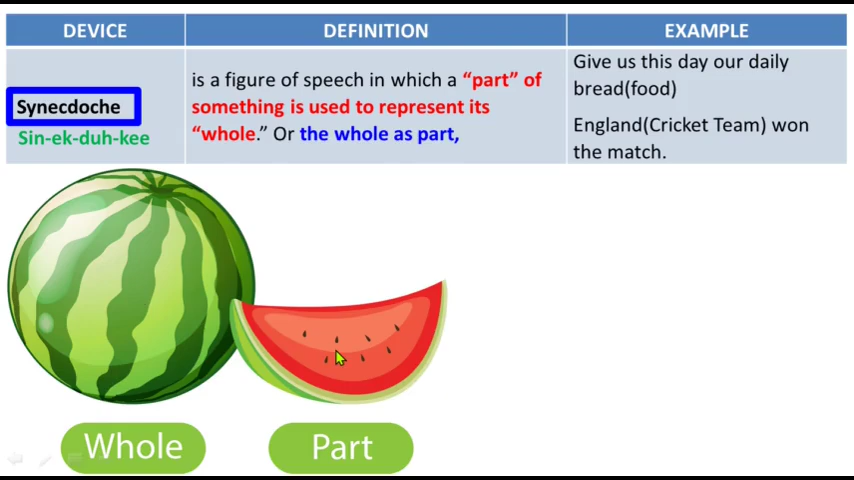 DEVICE
DEFINITION
EXAMPLE
Synecdoche
Sin-ek-duh-kee
is a figure of speech in which a “part” of
something is used to represent its
“whole.” Or the whole as part,
Give us this day our daily
bread(food)
England(Cricket Team) won
the match.
Whole
Part